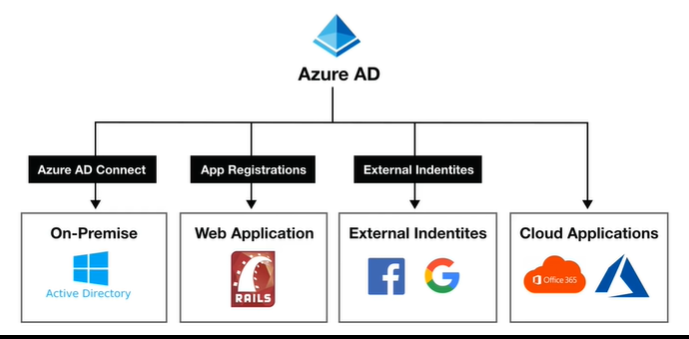 Azure AD
Azure AD Connect
App Registrations
External Indentites
On-Premise
Active Directory
Web Application
RAILS
External Indentites
Cloud Applications
Office 365